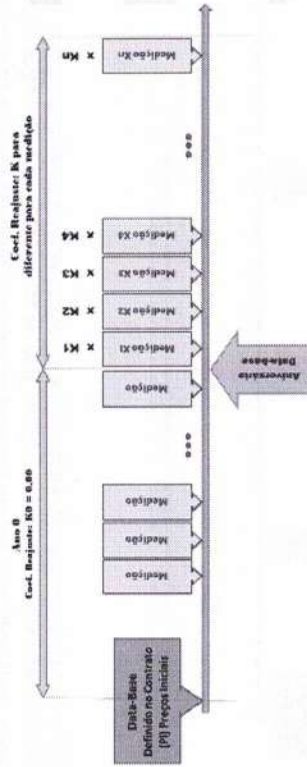 Ano 0
Coef. Reajuste: K0 = 0,00
Coef. Reajuste: K para
diferente para cada medição
x K1
x K2
x K3
x K4
x Kn
Medição
Medição
Medição
...
Medição
Medição X1
Medição X2
Medição X3
Medição X4
...
Medição Xn
Data-Base
Definido no Contrato
(PI) Preços Iniciais
Aniversário
Data-base